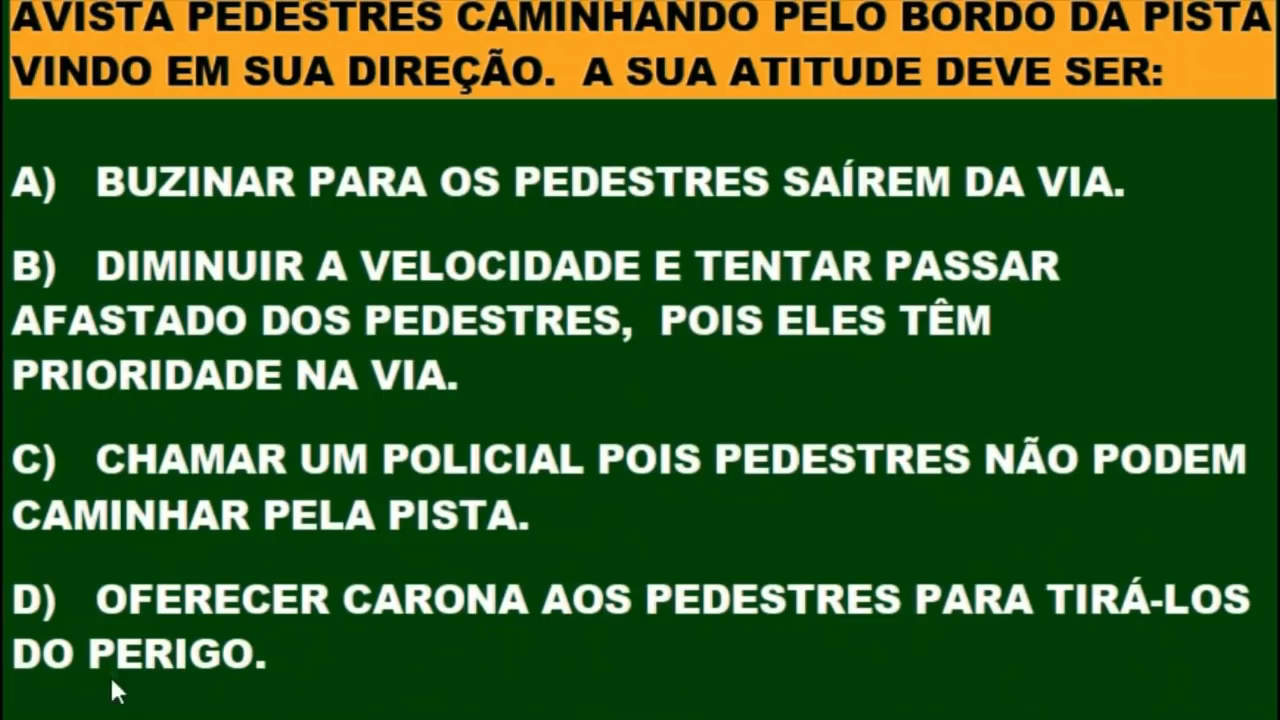 AVISTA PEDESTRES CAMINHANDO PELO BORDO DA PISTA
VINDO EM SUA DIREÇÃO.  A SUA ATITUDE DEVE SER:
A)   BUZINAR PARA OS PEDESTRES SAÍREM DA VIA.
B)   DIMINUIR A VELOCIDADE E TENTAR PASSAR
AFASTADO DOS PEDESTRES,  POIS ELES TÊM
PRIORIDADE NA VIA.
C)   CHAMAR UM POLICIAL POIS PEDESTRES NÃO PODEM
CAMINHAR PELA PISTA.
D)   OFERECER CARONA AOS PEDESTRES PARA TIRÁ-LOS
DO PERIGO.